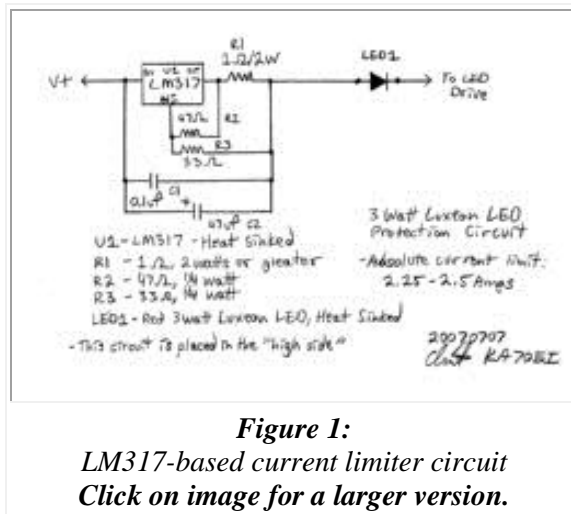 R1
1Ω/2W
LED1
V+
IN U1 OUT
LM317
To LED
Drive
47Ω
R2
R3
33Ω
0.1uf C1
+
47uf C2
U1 - LM317 - Heat Sinked
R1 - 1Ω, 2 watts or greater
R2 - 47Ω, 1/4 watt
R3 - 33Ω, 1/4 watt
LED1 - Red 3 watt Luxeon LED, Heat Sinked
- This circuit is placed in the "high side"
3 Watt Luxeon LED
Protection Circuit
- Absolute current limit:
2.25 - 2.5 Amps
20070707
KA7OEI
Figure 1:
LM317-based current limiter circuit
Click on image for a larger version.